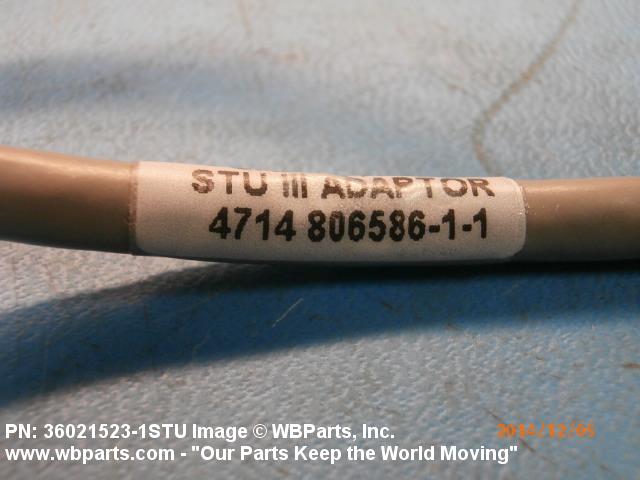 STU III ADAPTOR
4714 806586-1-1
2014/12/05
PN: 36021523-1STU Image © WBParts, Inc.
www.wbparts.com - "Our Parts Keep the World Moving"